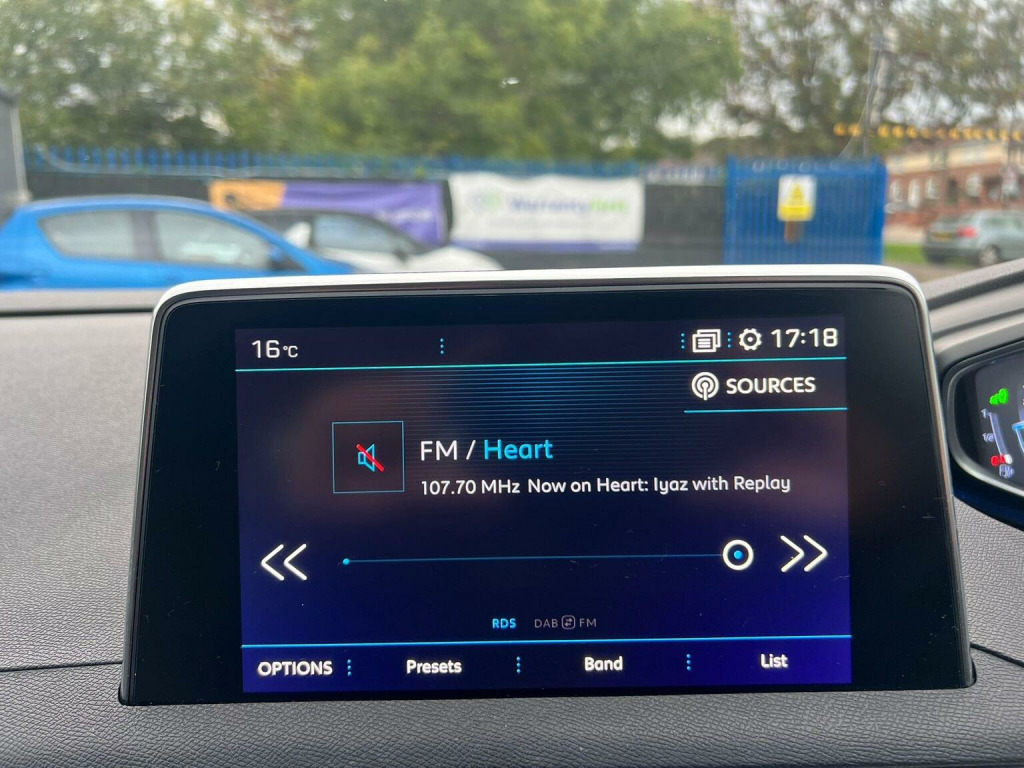 16°C
17:18
SOURCES
FM / Heart
107.70 MHz Now on Heart: Iyaz with Replay
RDS DAB FM
OPTIONS Presets Band List